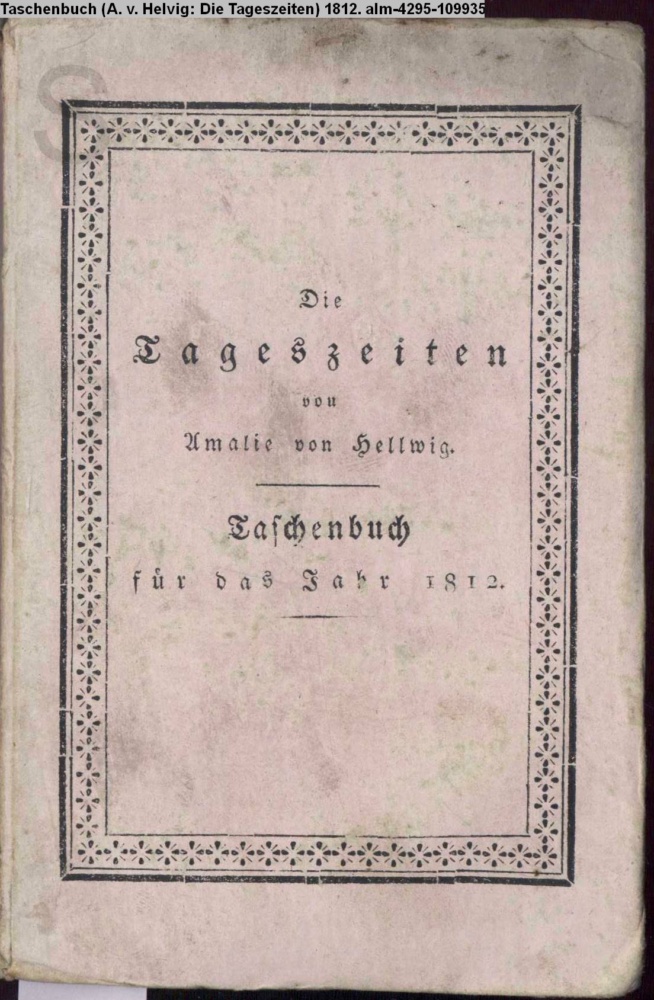 Taschenbuch (A. v. Helvig: Die Tageszeiten) 1812. alm-4295-109935
S
Die
Tageszeiten
von
Amalie von Hellwig.
Taschenbuch
für das Jahr 1812.